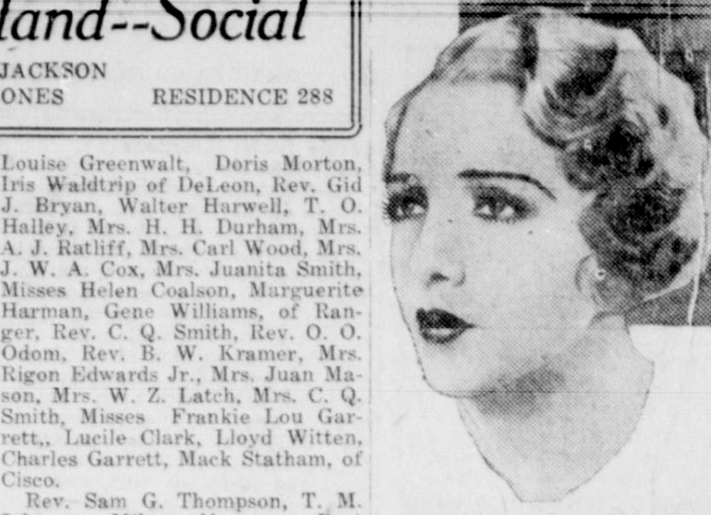 land--Social
JACKSON
ONES RESIDENCE 288
Louise Greenwalt, Doris Morton,
Iris Waldtrip of DeLeon, Rev. Gid
J. Bryan, Walter Harwell, T. O.
Halley, Mrs. H. H. Durham, Mrs.
A. J. Ratliff, Mrs. Carl Wood, Mrs.
J. W. A. Cox, Mrs. Juanita Smith,
Misses Helen Coalson, Marguerite
Harman, Gene Williams, of Ran-
ger, Rev. C. Q. Smith, Rev. O. O.
Odom, Rev. B. W. Kramer, Mrs.
Rigon Edwards Jr., Mrs. Juan Ma-
son, Mrs. W. Z. Latch, Mrs. C. Q.
Smith, Misses Frankie Lou Gar-
rett,, Lucile Clark, Lloyd Witten,
Charles Garrett, Mack Statham, of
Cisco.
Rev. Sam G. Thompson, T. M.